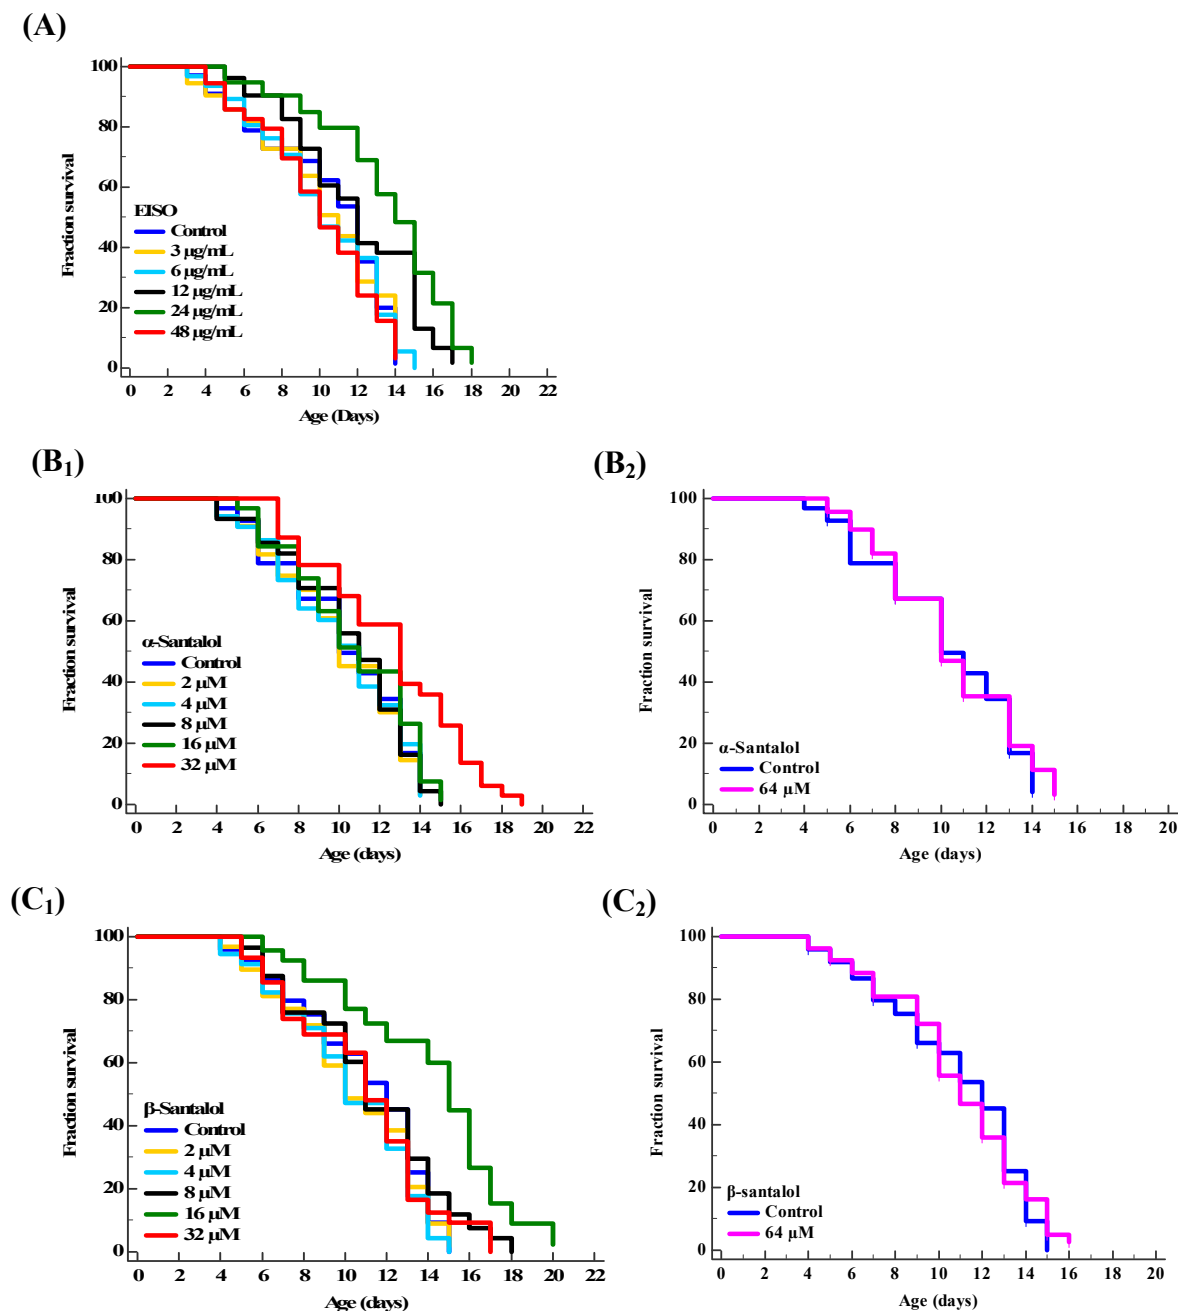 (A)
100
80
60
40
20
0
Fraction survival
EISO
Control
3 µg/mL
6 µg/mL
12 µg/mL
24 µg/mL
48 µg/mL
0 2 4 6 8 10 12 14 16 18 20 22
Age (Days)
(B1)
100
80
60
40
20
0
Fraction survival
α-Santalol
Control
2 µM
4 µM
8 µM
16 µM
32 µM
0 2 4 6 8 10 12 14 16 18 20 22
Age (days)
(B2)
100
80
60
40
20
0
Fraction survival
α-Santalol
Control
64 µM
0 2 4 6 8 10 12 14 16 18 20
Age (days)
(C1)
100
80
60
40
20
0
Fraction survival
β-Santalol
Control
2 µM
4 µM
8 µM
16 µM
32 µM
0 2 4 6 8 10 12 14 16 18 20 22
Age (days)
(C2)
100
80
60
40
20
0
Fraction survival
β-santalol
Control
64 µM
0 2 4 6 8 10 12 14 16 18 20
Age (days)